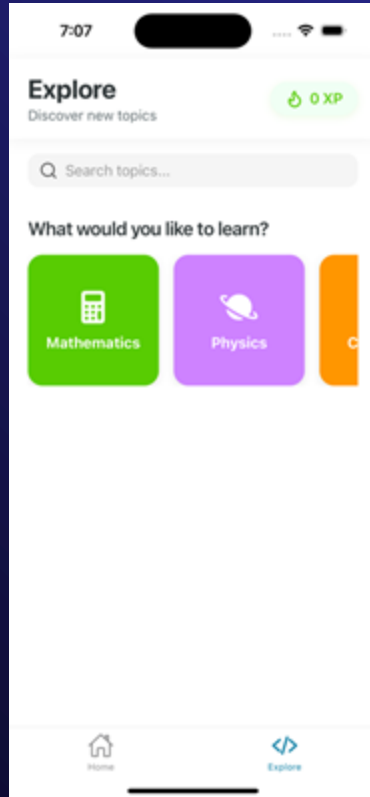 7:07
Explore
0 XP
Discover new topics
Search topics...
What would you like to learn?
Mathematics
Physics
C
Home
Explore